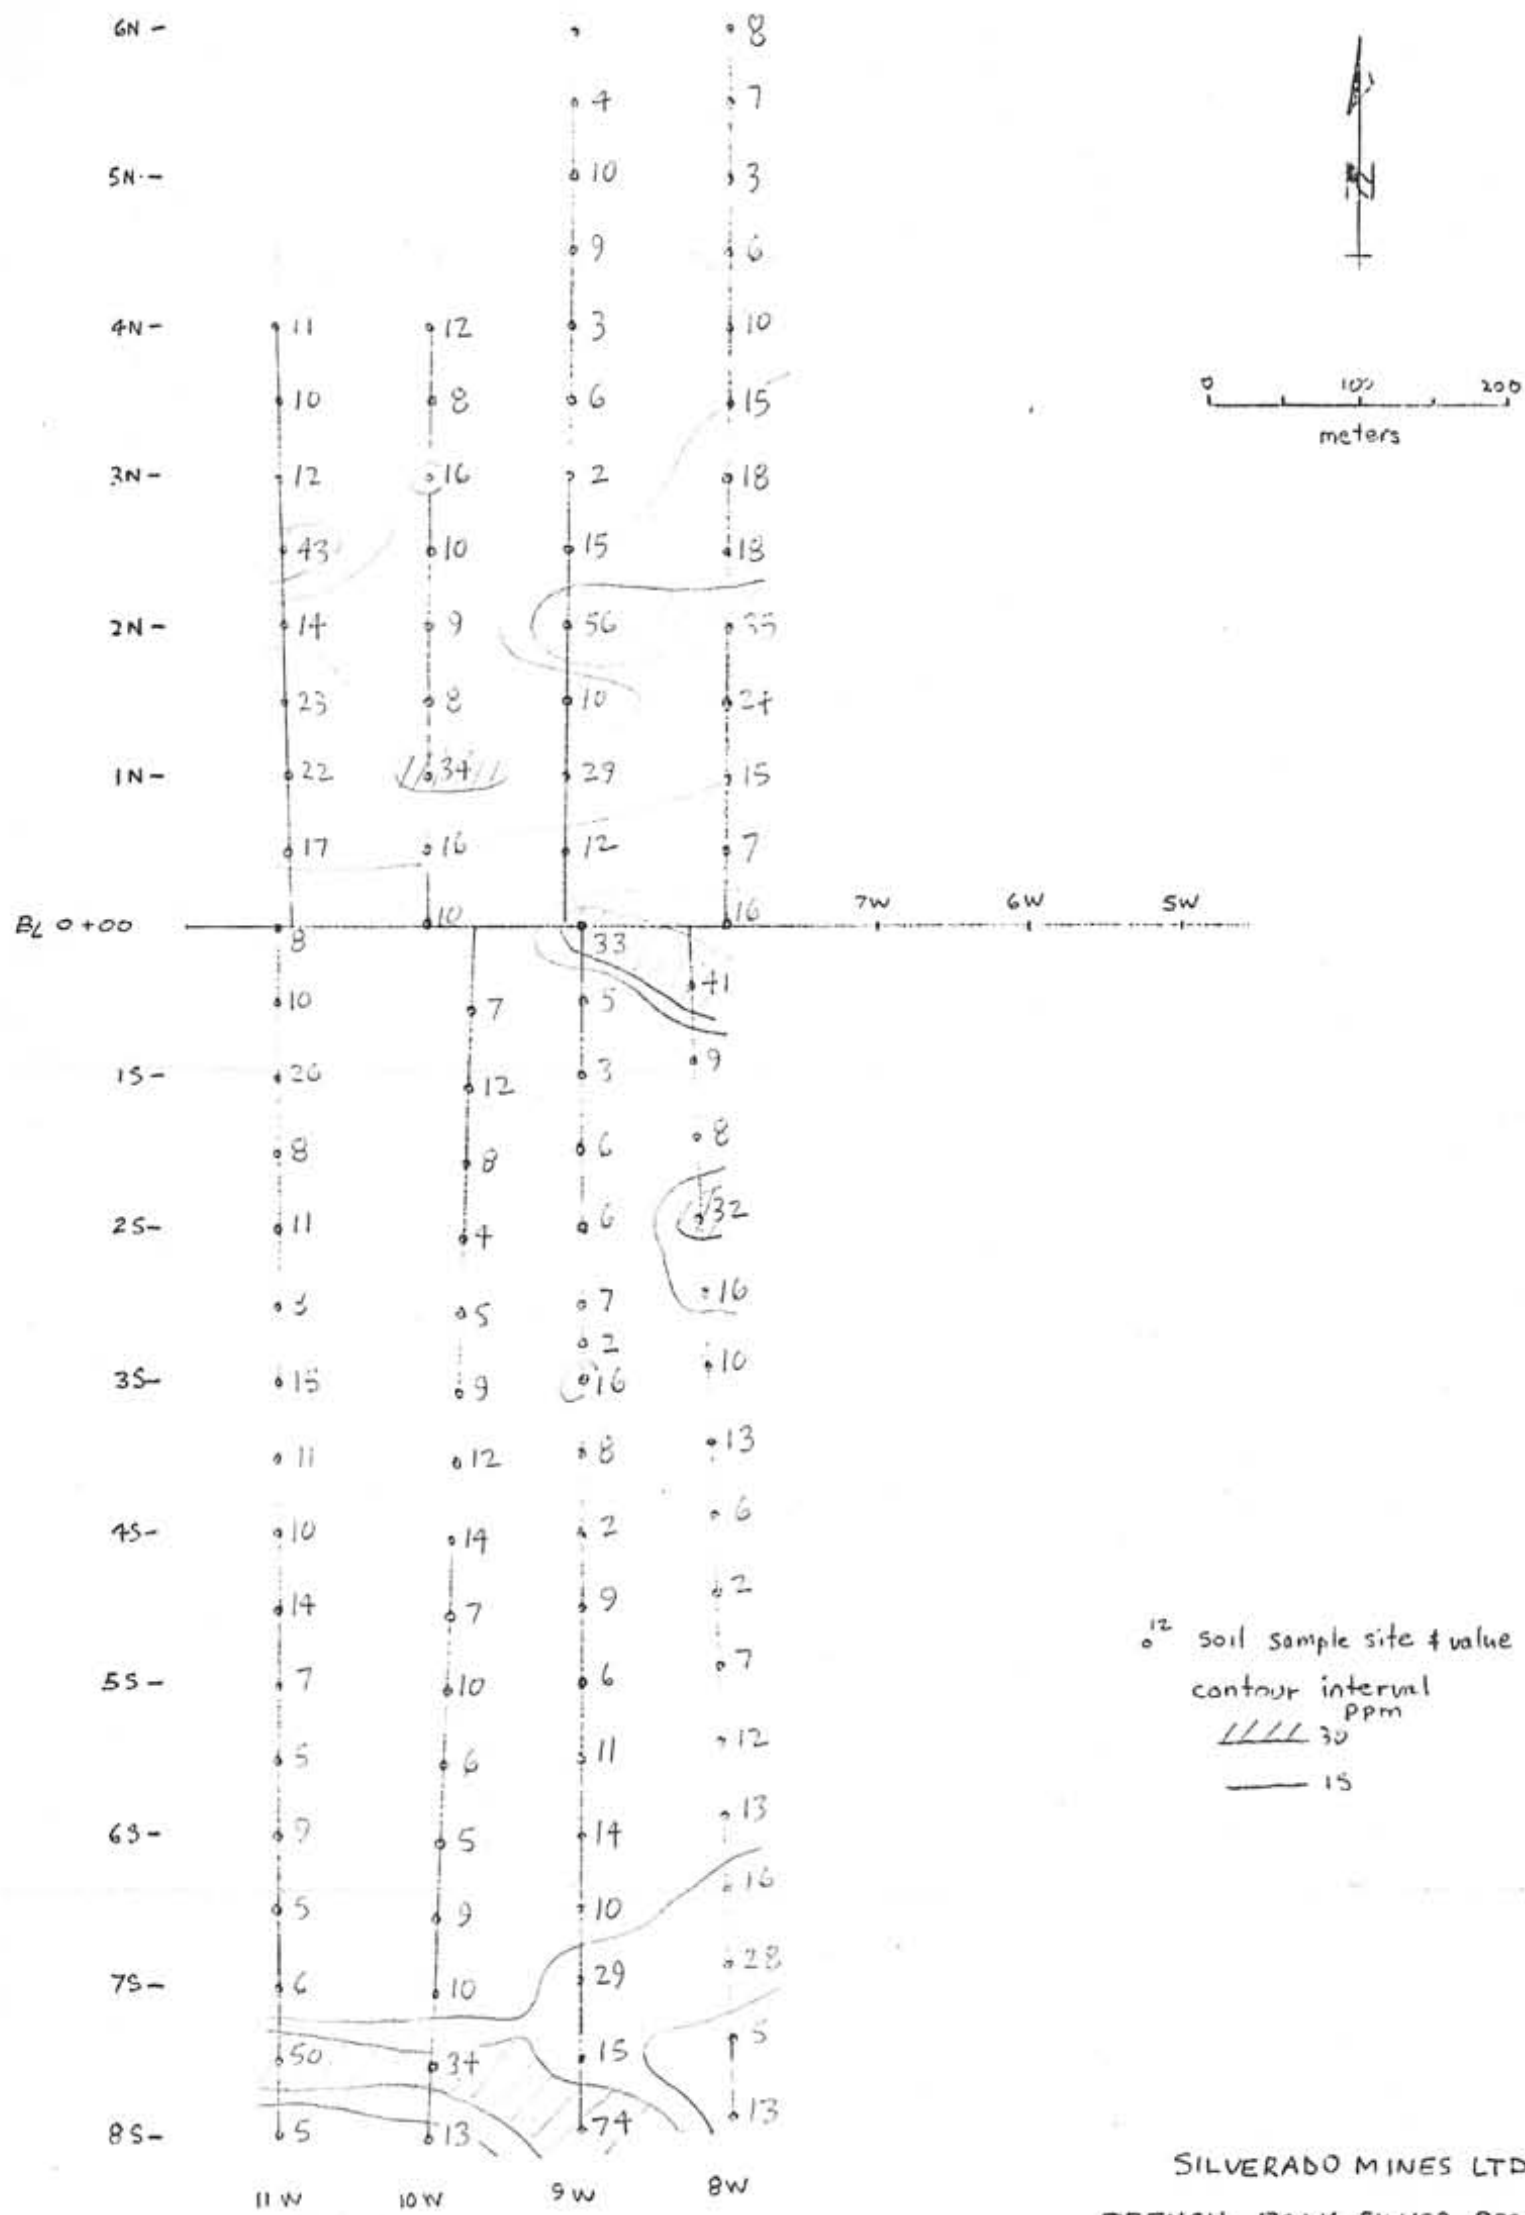 6N - 8
4 7
5N - 10 3
9 6
4N - 11 12 3 10
10 8 6 15
0 100 200
meters
3N - 12 16 2 18
43 10 15 18
2N - 14 9 56
23 8 10 24
1N - 22 34 29 15
17 16 12 7
BL 0+00 8 10 33 16 7W 6W 5W
10 7 5 41
1S - 26 12 3 9
8 8 6 8
2S - 11 4 6 32
3 5 7 16
2
3S - 15 9 16 10
11 12 8 13
4S - 10 14 2 6
14 7 9 2
5S - 7 10 6 7
5 6 11 12
6S - 9 5 14 13
5 9 10 16
7S - 6 10 29 28
50 34 15 5
8S - 5 13 74 13
11W 10W 9W 8W
N
12 soil sample site & value
contour interval
ppm
30
15
SILVERADO MINES LTD